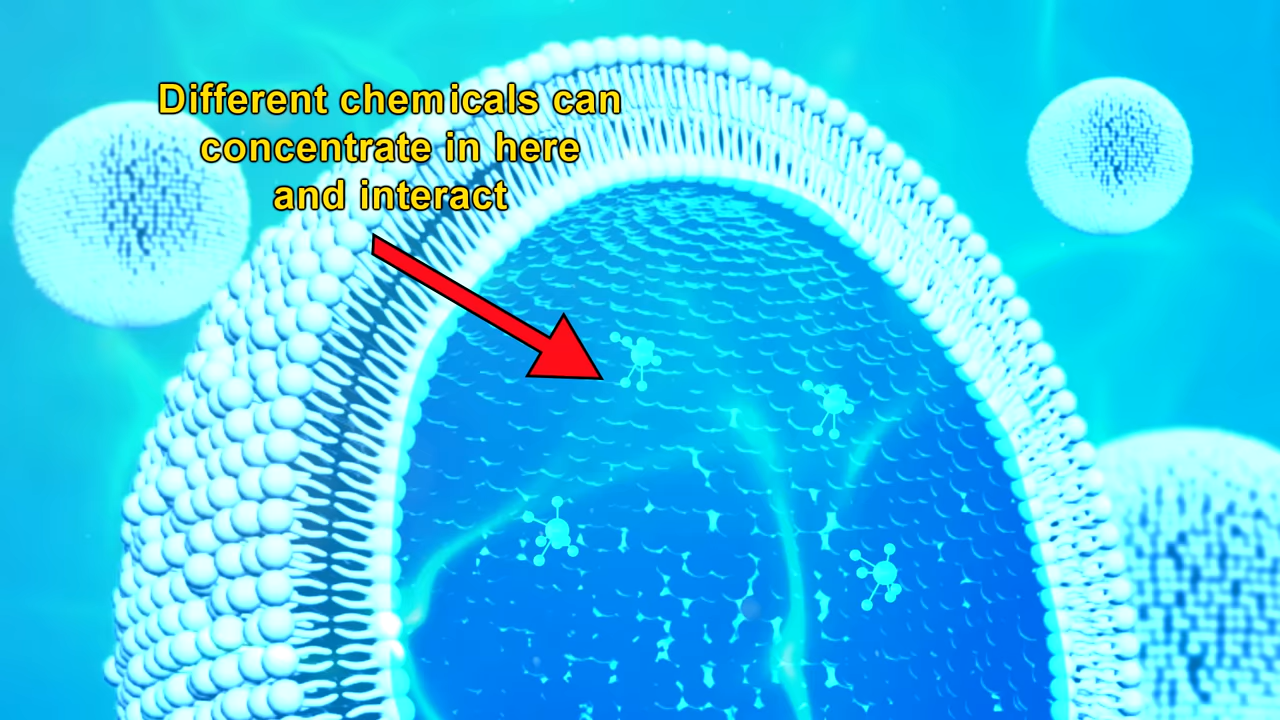 Different chemicals can
concentrate in here
and interact